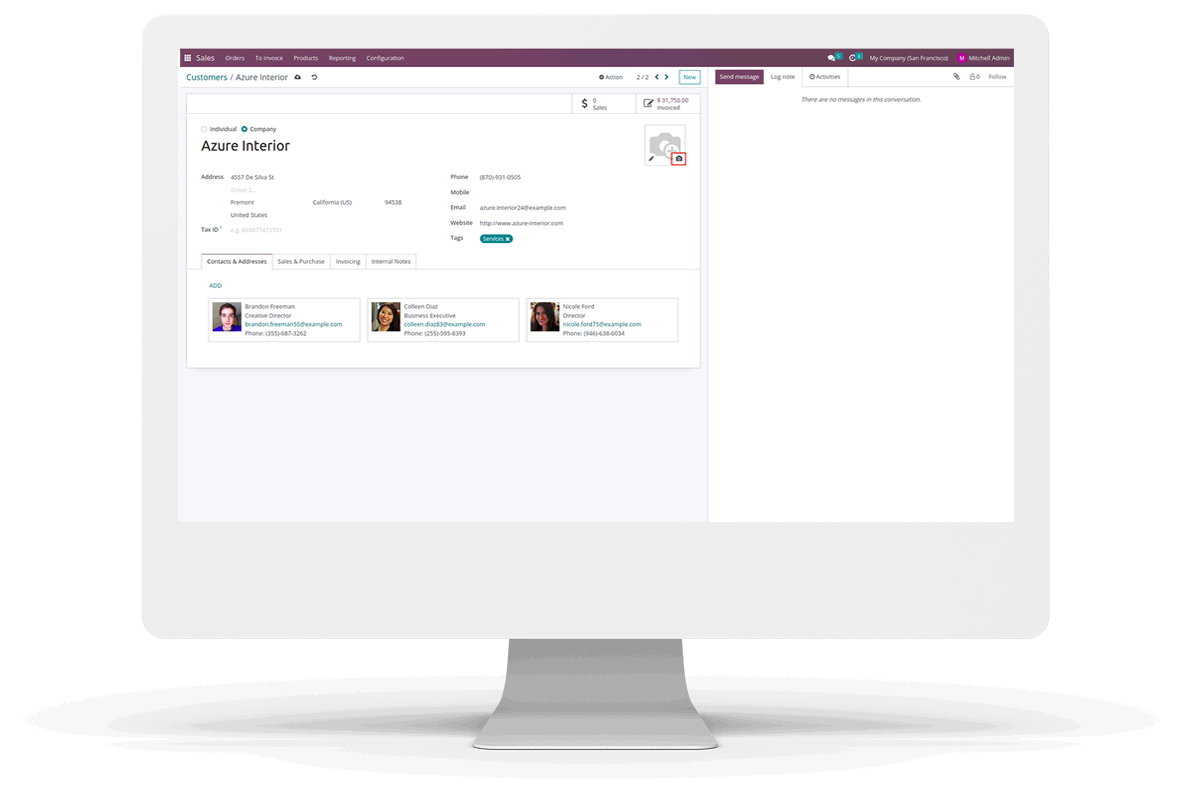 Sales Orders To Invoice Products Reporting Configuration 5 8 My Company (San Francisco) M Mitchell Admin
Customers / Azure Interior Action 2 / 2 New
Send message Log note Activities 0 Follow
There are no messages in this conversation.
$ 0 Sales
$ 31,750.00 Invoiced
Individual Company
Azure Interior
Address 4557 De Silva St
Street 2...
Fremont California (US) 94538
United States
Tax ID ?
Phone (870)-931-0505
Mobile
Email azure.Interior24@example.com
Website http://www.azure-interior.com
Tags Services ×
Contacts & Addresses Sales & Purchase Invoicing Internal Notes
ADD
Brandon Freeman
Creative Director
brandon.freeman55@example.com
Phone: (355)-687-3262
Colleen Diaz
Business Executive
colleen.diaz83@example.com
Phone: (255)-595-8393
Nicole Ford
Director
nicole.ford75@example.com
Phone: (946)-638-6034